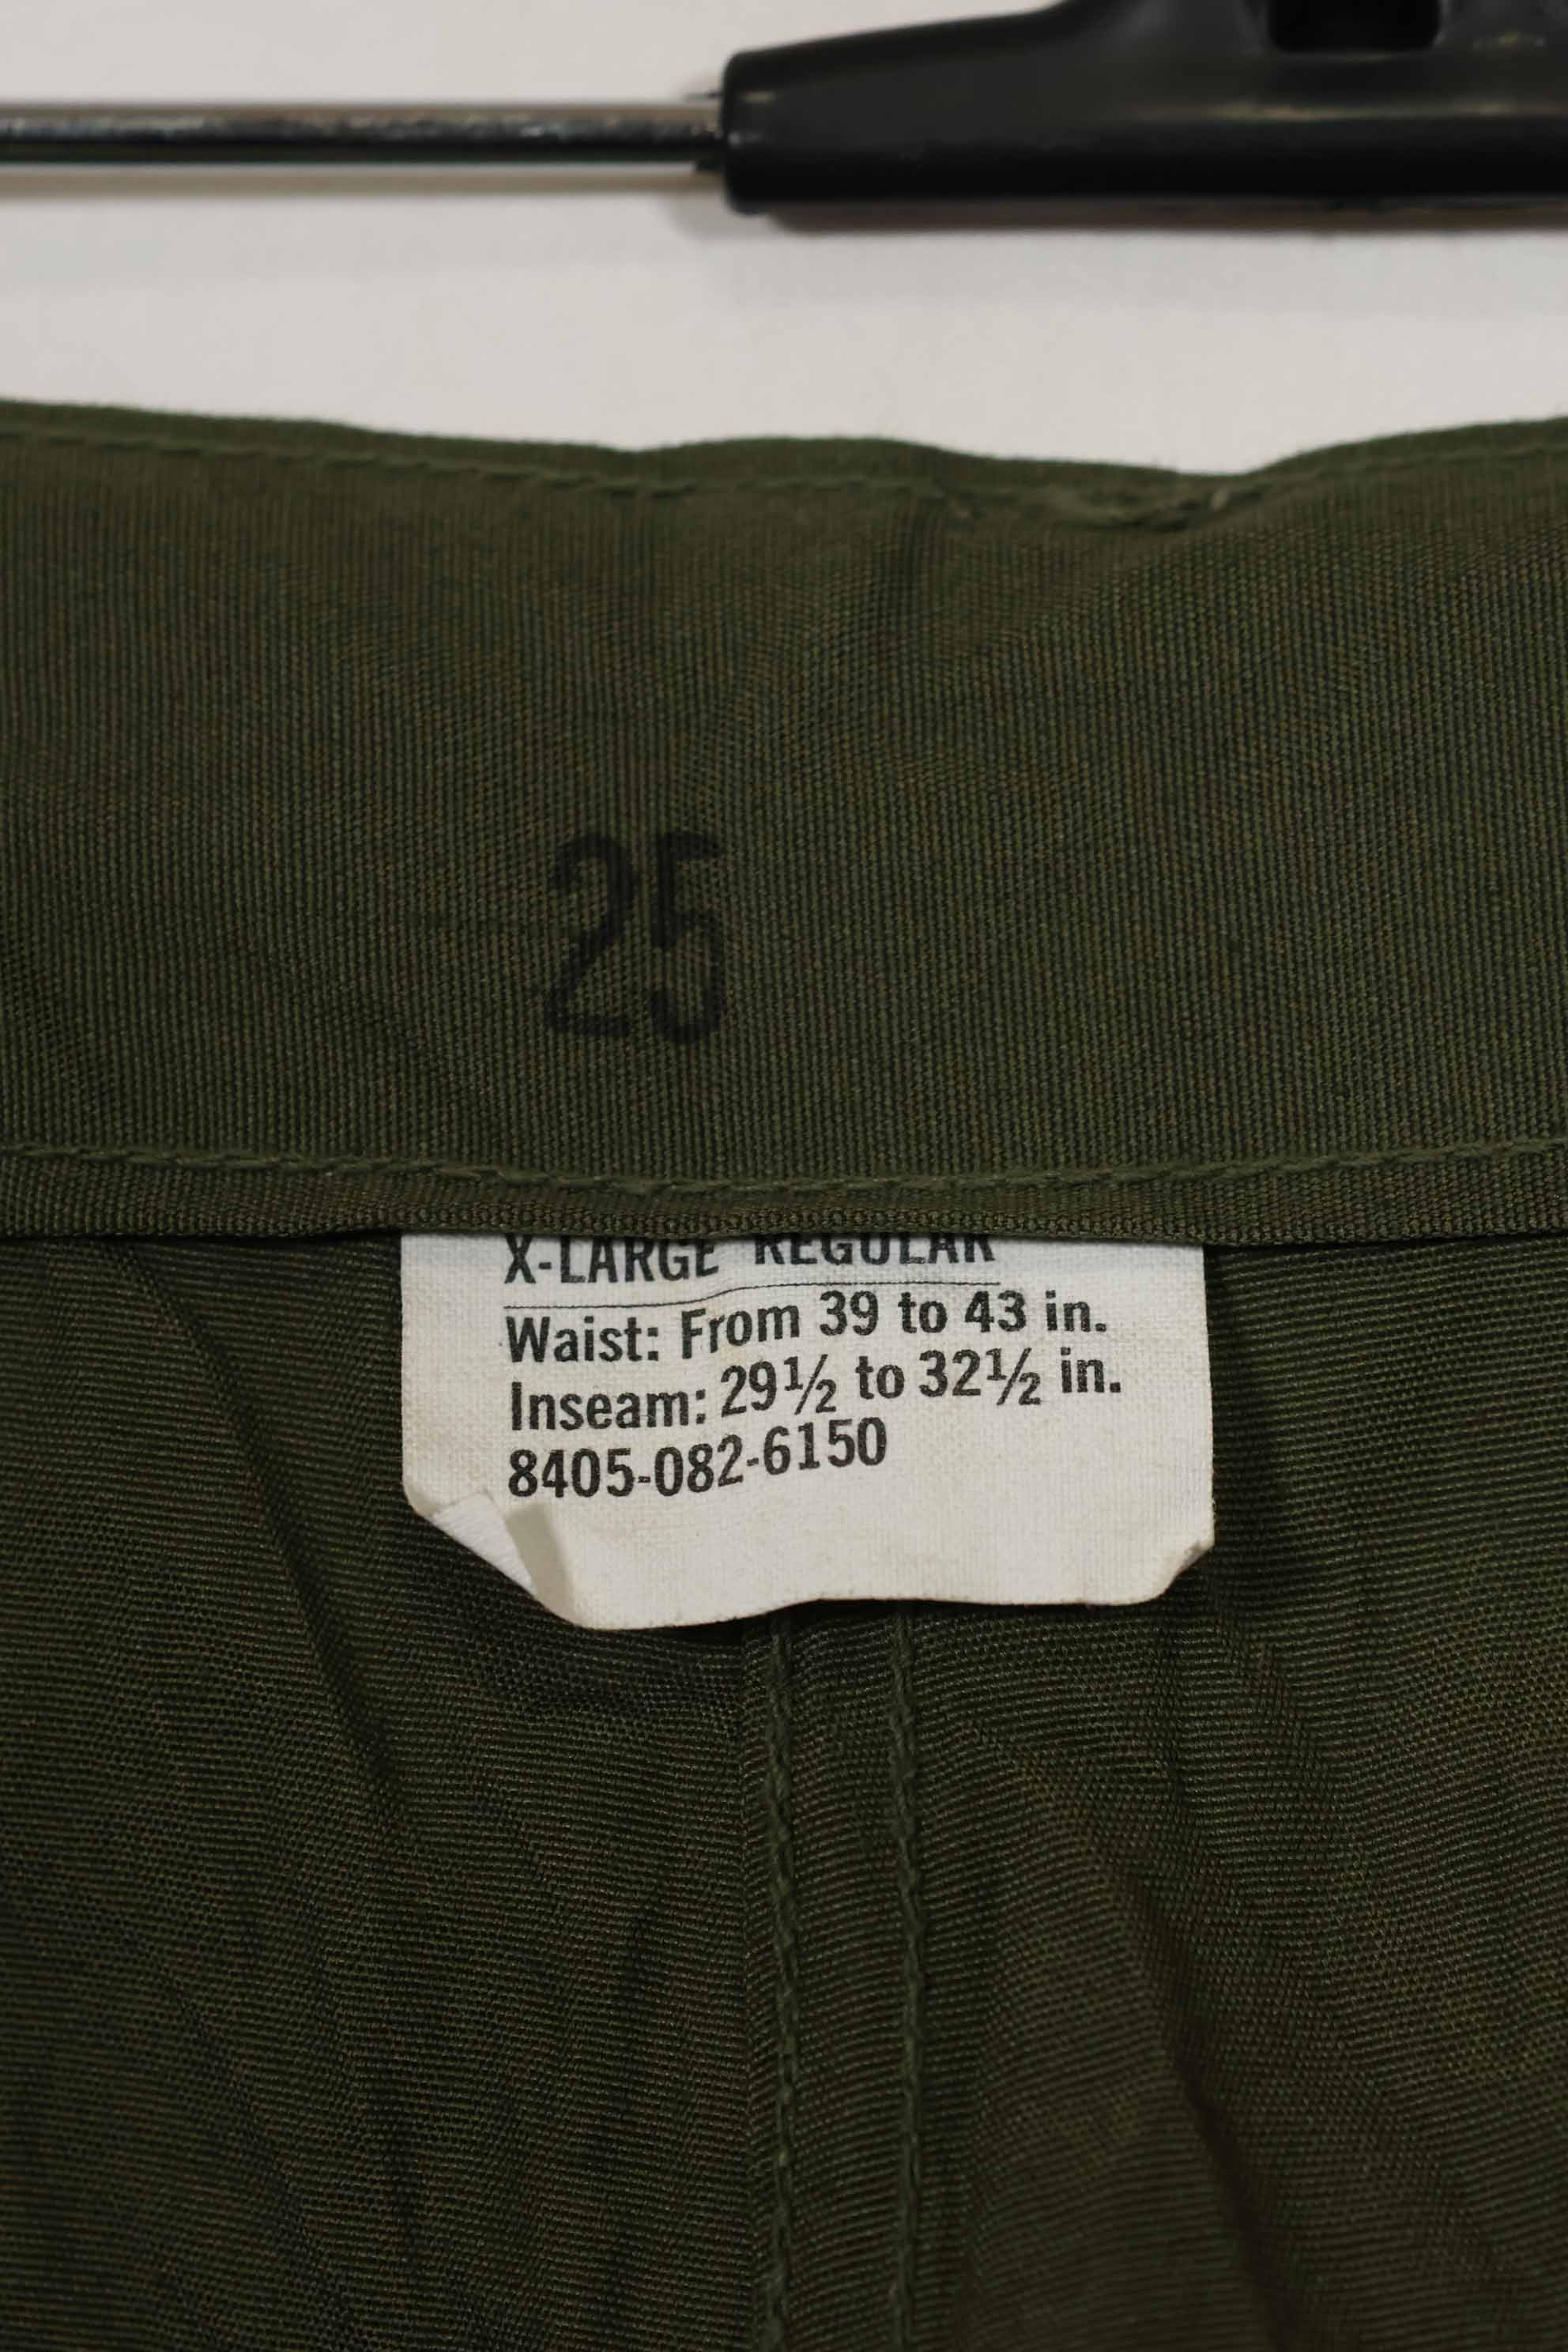 25
X-LARGE REGULAR
Waist: From 39 to 43 in.
Inseam: 29½ to 32½ in.
8405-082-6150